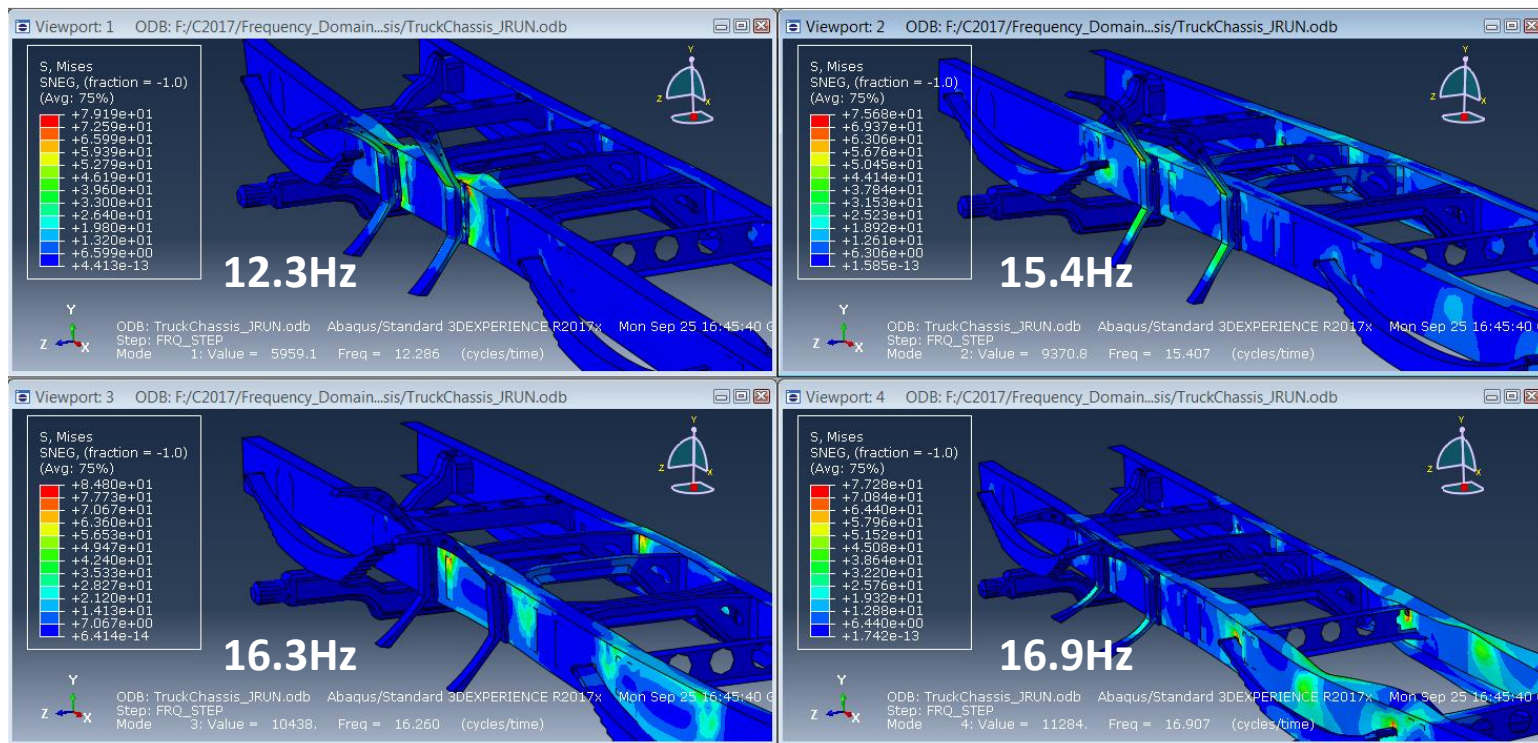 Viewport: 1 ODB: F:/C2017/Frequency_Domain...sis/TruckChassis_JRUN.odb
S, Mises
SNEG, (fraction = -1.0)
(Avg: 75%)
+7.919e+01
+7.259e+01
+6.599e+01
+5.939e+01
+5.279e+01
+4.619e+01
+3.960e+01
+3.300e+01
+2.640e+01
+1.980e+01
+1.320e+01
+6.599e+00
+4.413e-13
Y
Z
X
12.3Hz
Y
Z
X
ODB: TruckChassis_JRUN.odb Abaqus/Standard 3DEXPERIENCE R2017x Mon Sep 25 16:45:40 G
Step: FRQ_STEP
Mode 1: Value = 5959.1 Freq = 12.286 (cycles/time)
Viewport: 2 ODB: F:/C2017/Frequency_Domain...sis/TruckChassis_JRUN.odb
S, Mises
SNEG, (fraction = -1.0)
(Avg: 75%)
+7.568e+01
+6.937e+01
+6.306e+01
+5.676e+01
+5.045e+01
+4.414e+01
+3.784e+01
+3.153e+01
+2.523e+01
+1.892e+01
+1.261e+01
+6.306e+00
+1.585e-13
Y
Z
X
15.4Hz
Y
Z
X
ODB: TruckChassis_JRUN.odb Abaqus/Standard 3DEXPERIENCE R2017x Mon Sep 25 16:45:40 G
Step: FRQ_STEP
Mode 2: Value = 9370.8 Freq = 15.407 (cycles/time)
Viewport: 3 ODB: F:/C2017/Frequency_Domain...sis/TruckChassis_JRUN.odb
S, Mises
SNEG, (fraction = -1.0)
(Avg: 75%)
+8.480e+01
+7.773e+01
+7.067e+01
+6.360e+01
+5.653e+01
+4.947e+01
+4.240e+01
+3.533e+01
+2.827e+01
+2.120e+01
+1.413e+01
+7.067e+00
+6.414e-14
Y
Z
X
16.3Hz
Y
Z
X
ODB: TruckChassis_JRUN.odb Abaqus/Standard 3DEXPERIENCE R2017x Mon Sep 25 16:45:40 G
Step: FRQ_STEP
Mode 3: Value = 10438. Freq = 16.260 (cycles/time)
Viewport: 4 ODB: F:/C2017/Frequency_Domain...sis/TruckChassis_JRUN.odb
S, Mises
SNEG, (fraction = -1.0)
(Avg: 75%)
+7.728e+01
+7.084e+01
+6.440e+01
+5.796e+01
+5.152e+01
+4.508e+01
+3.864e+01
+3.220e+01
+2.576e+01
+1.932e+01
+1.288e+01
+6.440e+00
+1.742e-13
Y
Z
X
16.9Hz
Y
Z
X
ODB: TruckChassis_JRUN.odb Abaqus/Standard 3DEXPERIENCE R2017x Mon Sep 25 16:45:40 G
Step: FRQ_STEP
Mode 4: Value = 11284. Freq = 16.907 (cycles/time)